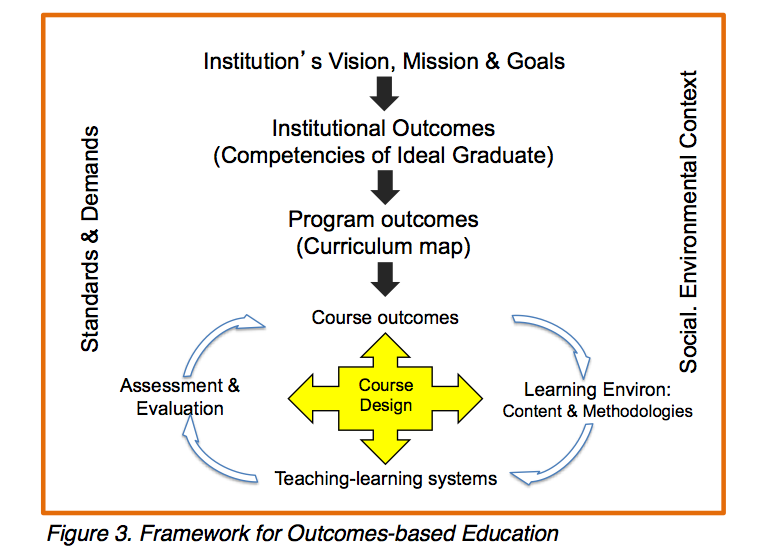 Institution's Vision, Mission & Goals
Institutional Outcomes
(Competencies of Ideal Graduate)
Program outcomes
(Curriculum map)
Standards & Demands
Social. Environmental Context
Course outcomes
Assessment &
Evaluation
Course
Design
Learning Environ:
Content & Methodologies
Teaching-learning systems
Figure 3. Framework for Outcomes-based Education